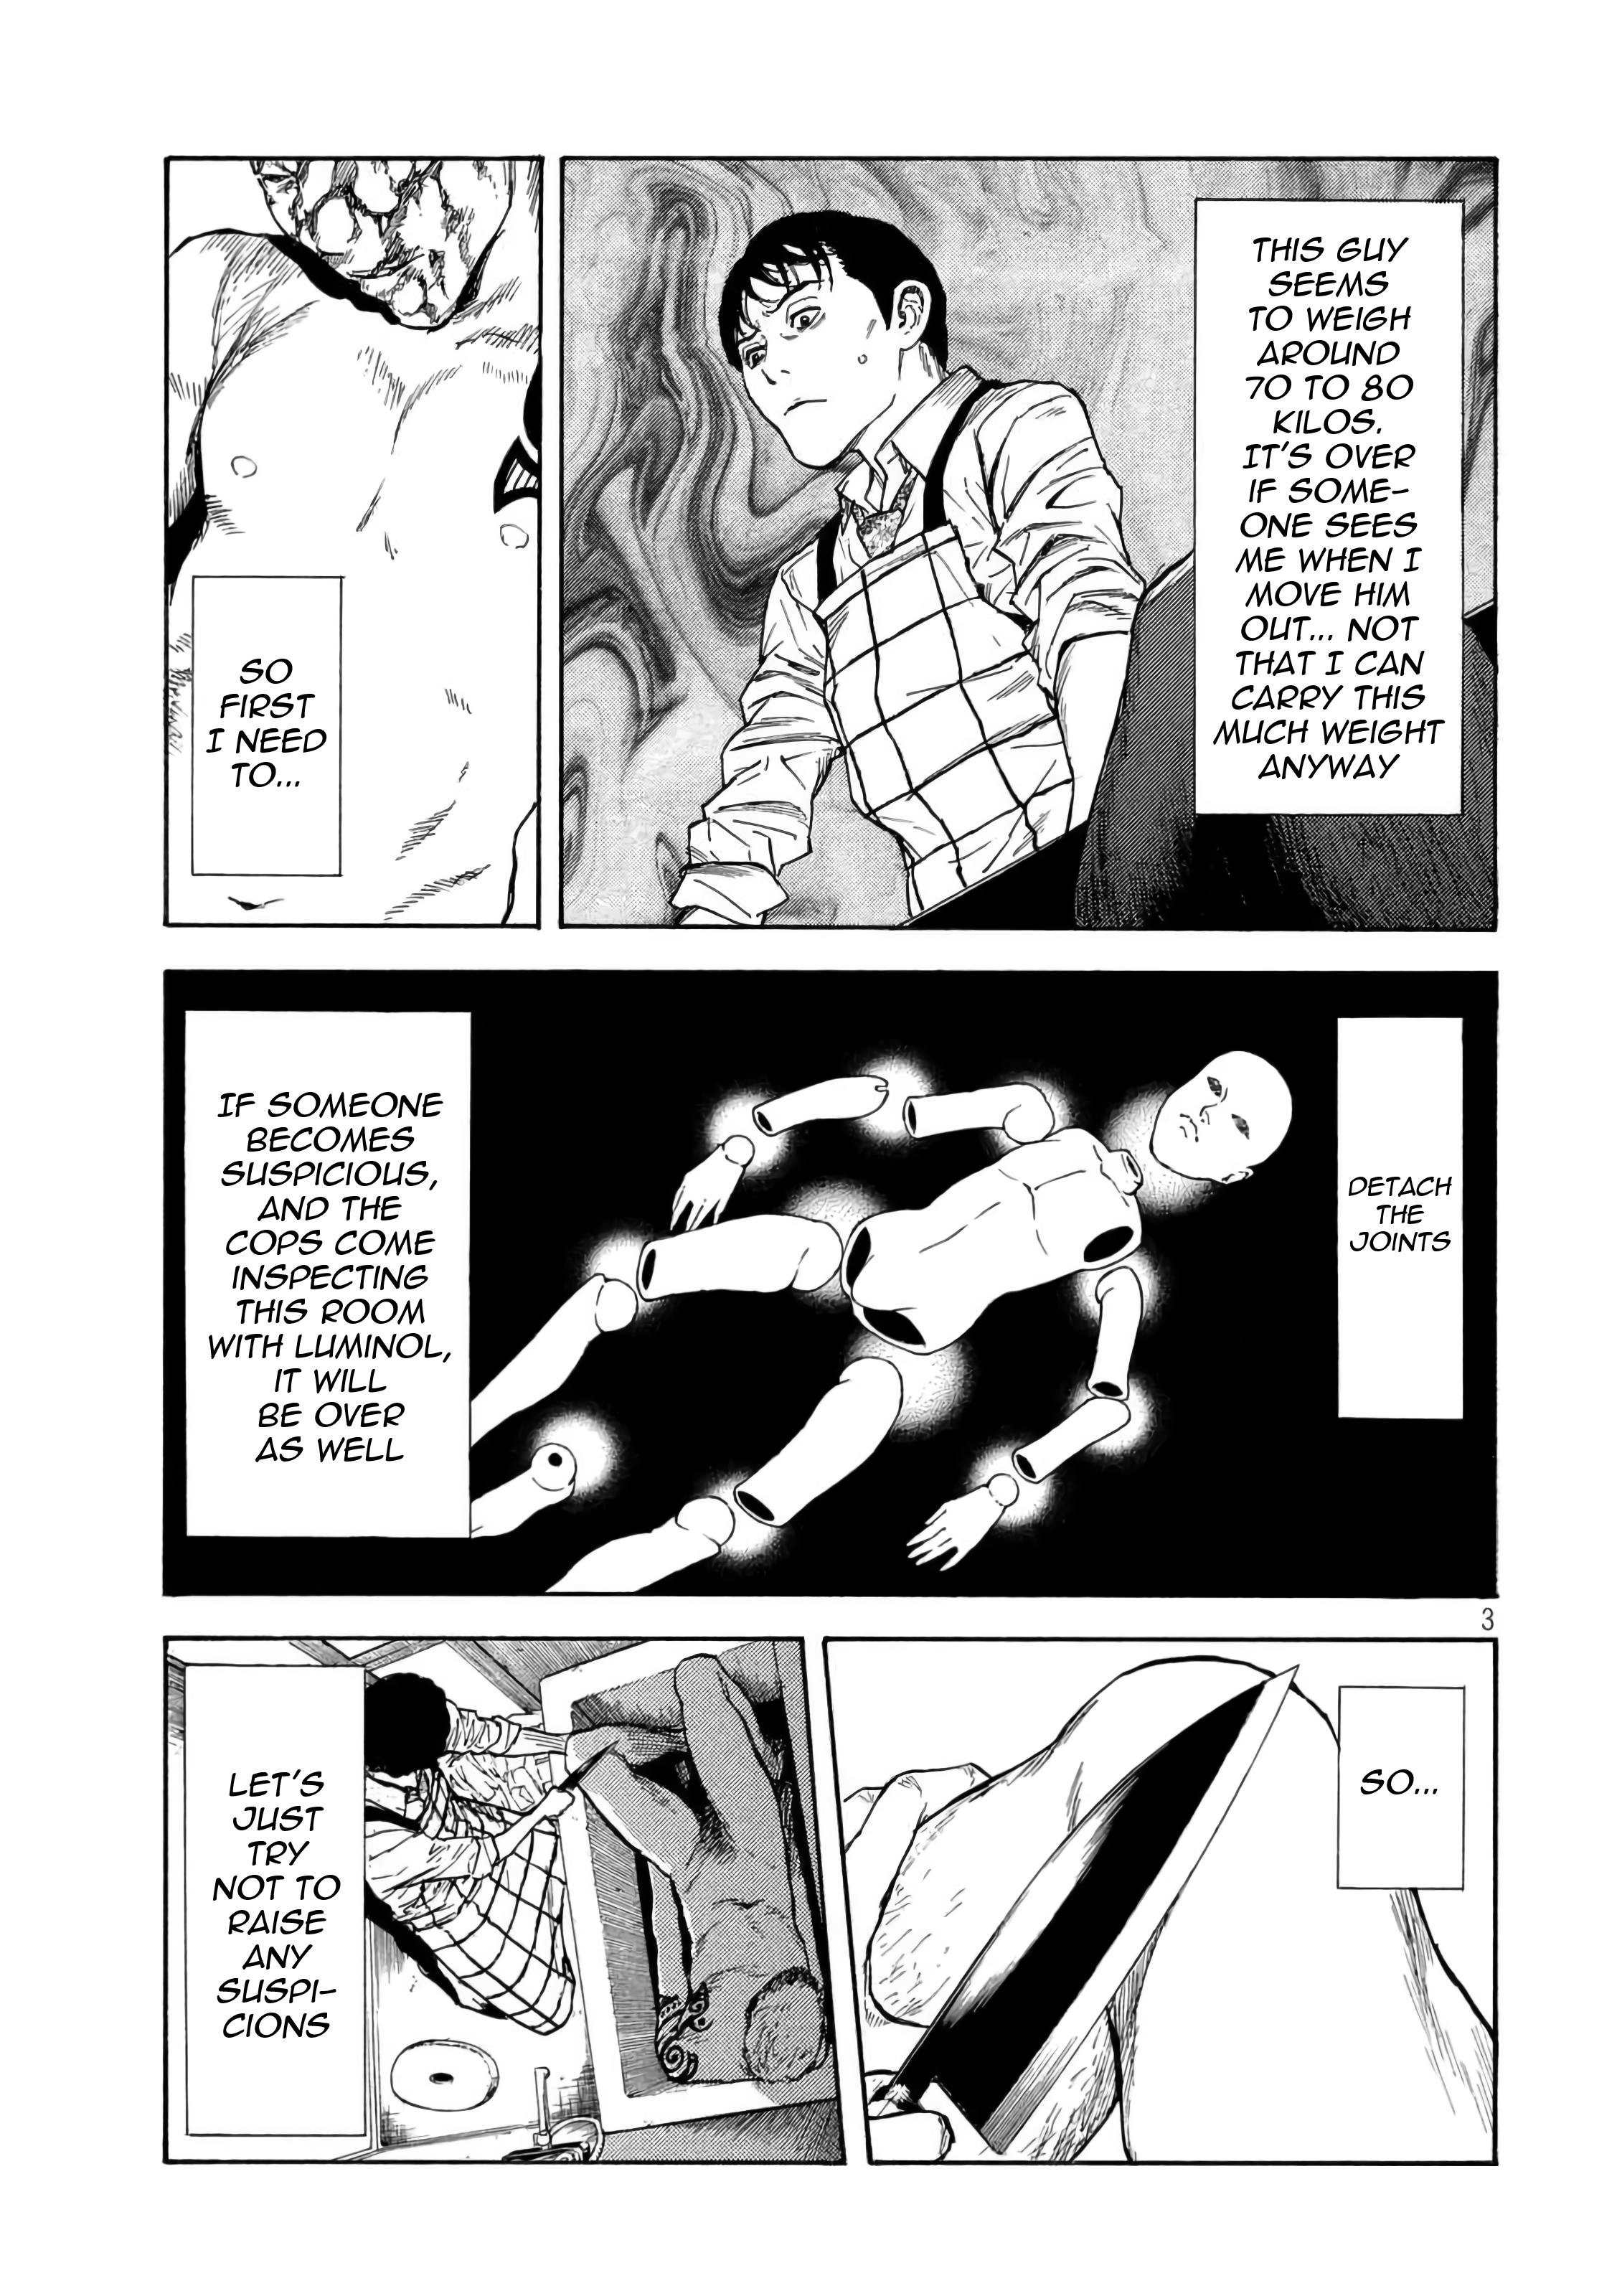 THIS GUY
SEEMS
TO WEIGH
AROUND
70 TO 80
KILOS.
IT'S OVER
IF SOME-
ONE SEES
ME WHEN I
MOVE HIM
OUT... NOT
THAT I CAN
CARRY THIS
MUCH WEIGHT
ANYWAY
SO
FIRST
I NEED
TO...
DETACH
THE
JOINTS
IF SOMEONE
BECOMES
SUSPICIOUS,
AND THE
COPS COME
INSPECTING
THIS ROOM
WITH LUMINOL,
IT WILL
BE OVER
AS WELL
3
SO...
LET'S
JUST
TRY
NOT TO
RAISE
ANY
SUSPI-
CIONS